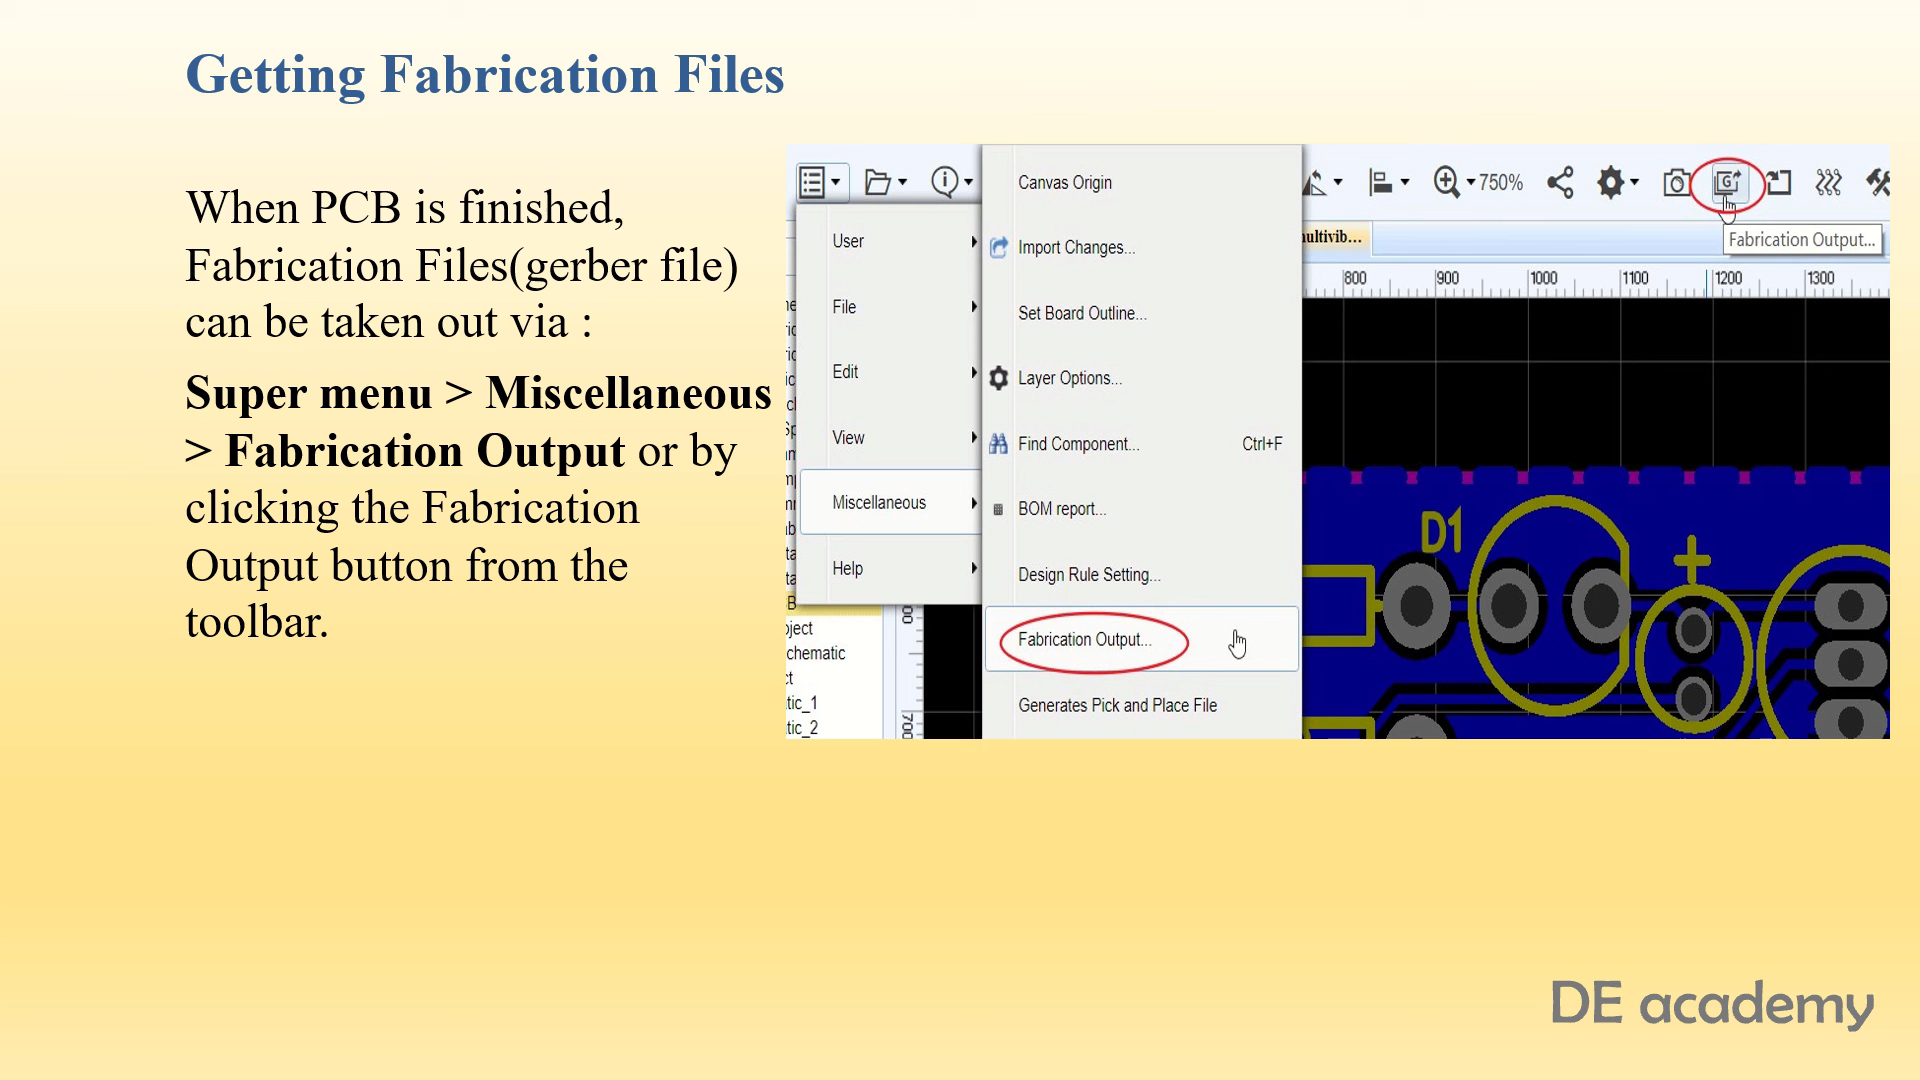 Getting Fabrication Files
When PCB is finished,
Fabrication Files(gerber file)
can be taken out via :
Super menu > Miscellaneous
> Fabrication Output or by
clicking the Fabrication
Output button from the
toolbar.
750%
Fabrication Output...
ultivib...
800 900 1000 1100 1200 1300
User
File
Edit
View
Miscellaneous
Help
Canvas Origin
Import Changes...
Set Board Outline...
Layer Options...
Find Component... Ctrl+F
BOM report...
Design Rule Setting...
Fabrication Output...
Generates Pick and Place File
D1
+
B
oject
chematic
ct
tic_1
tic_2
700
DE academy